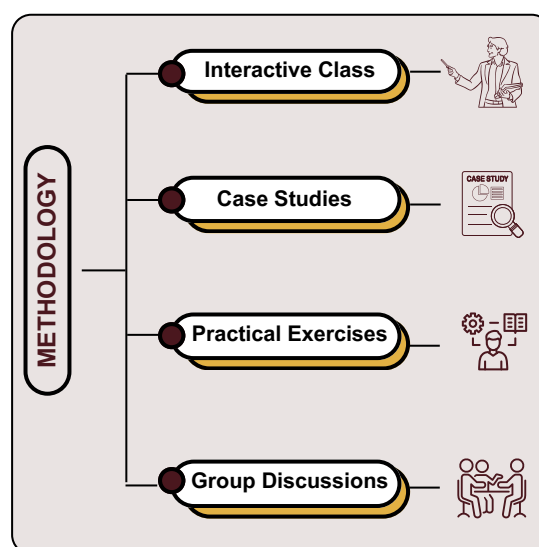 METHODOLOGY
Interactive Class
Case Studies
CASE STUDY
Practical Exercises
Group Discussions